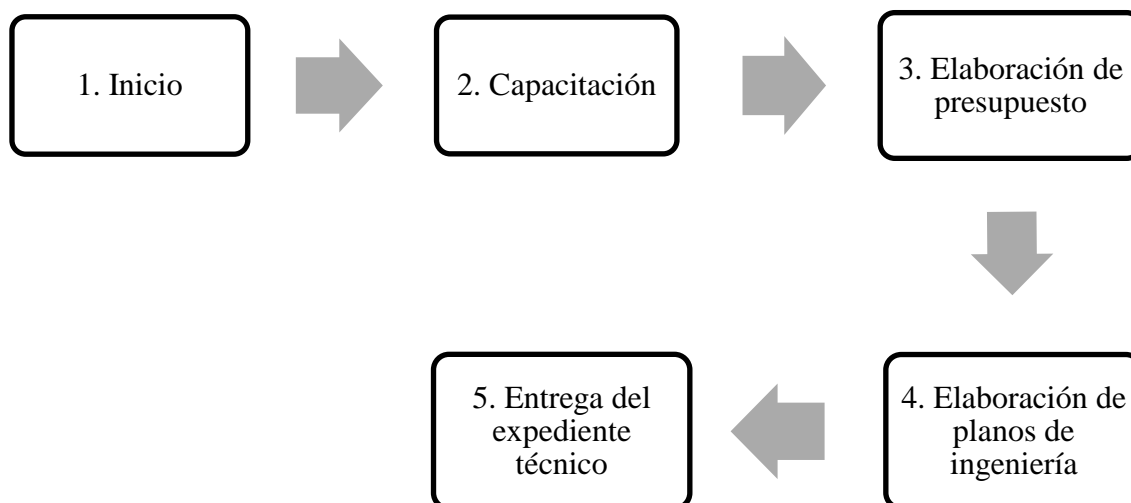 1. Inicio
2. Capacitación
3. Elaboración de
presupuesto
4. Elaboración de
planos de
ingeniería
5. Entrega del
expediente
técnico